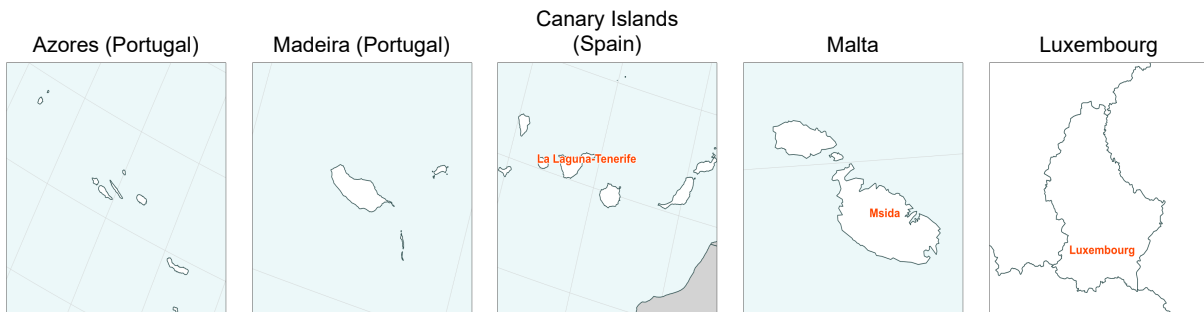 Azores (Portugal)
Madeira (Portugal)
Canary Islands
(Spain)
Malta
Luxembourg
La Laguna-Tenerife
Msida
Luxembourg